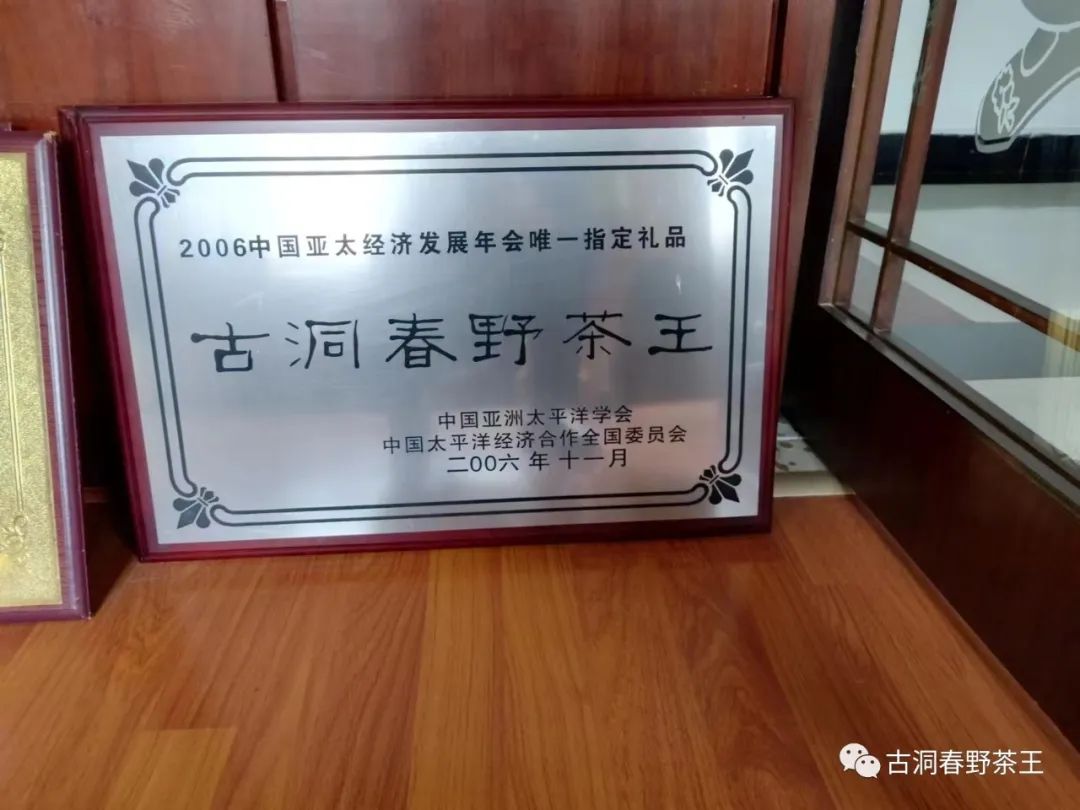 2006中国亚太经济发展年会唯一指定礼品
古洞春野茶王
中国亚洲太平洋学会
中国太平洋经济合作全国委员会
二00六年十一月
古洞春野茶王